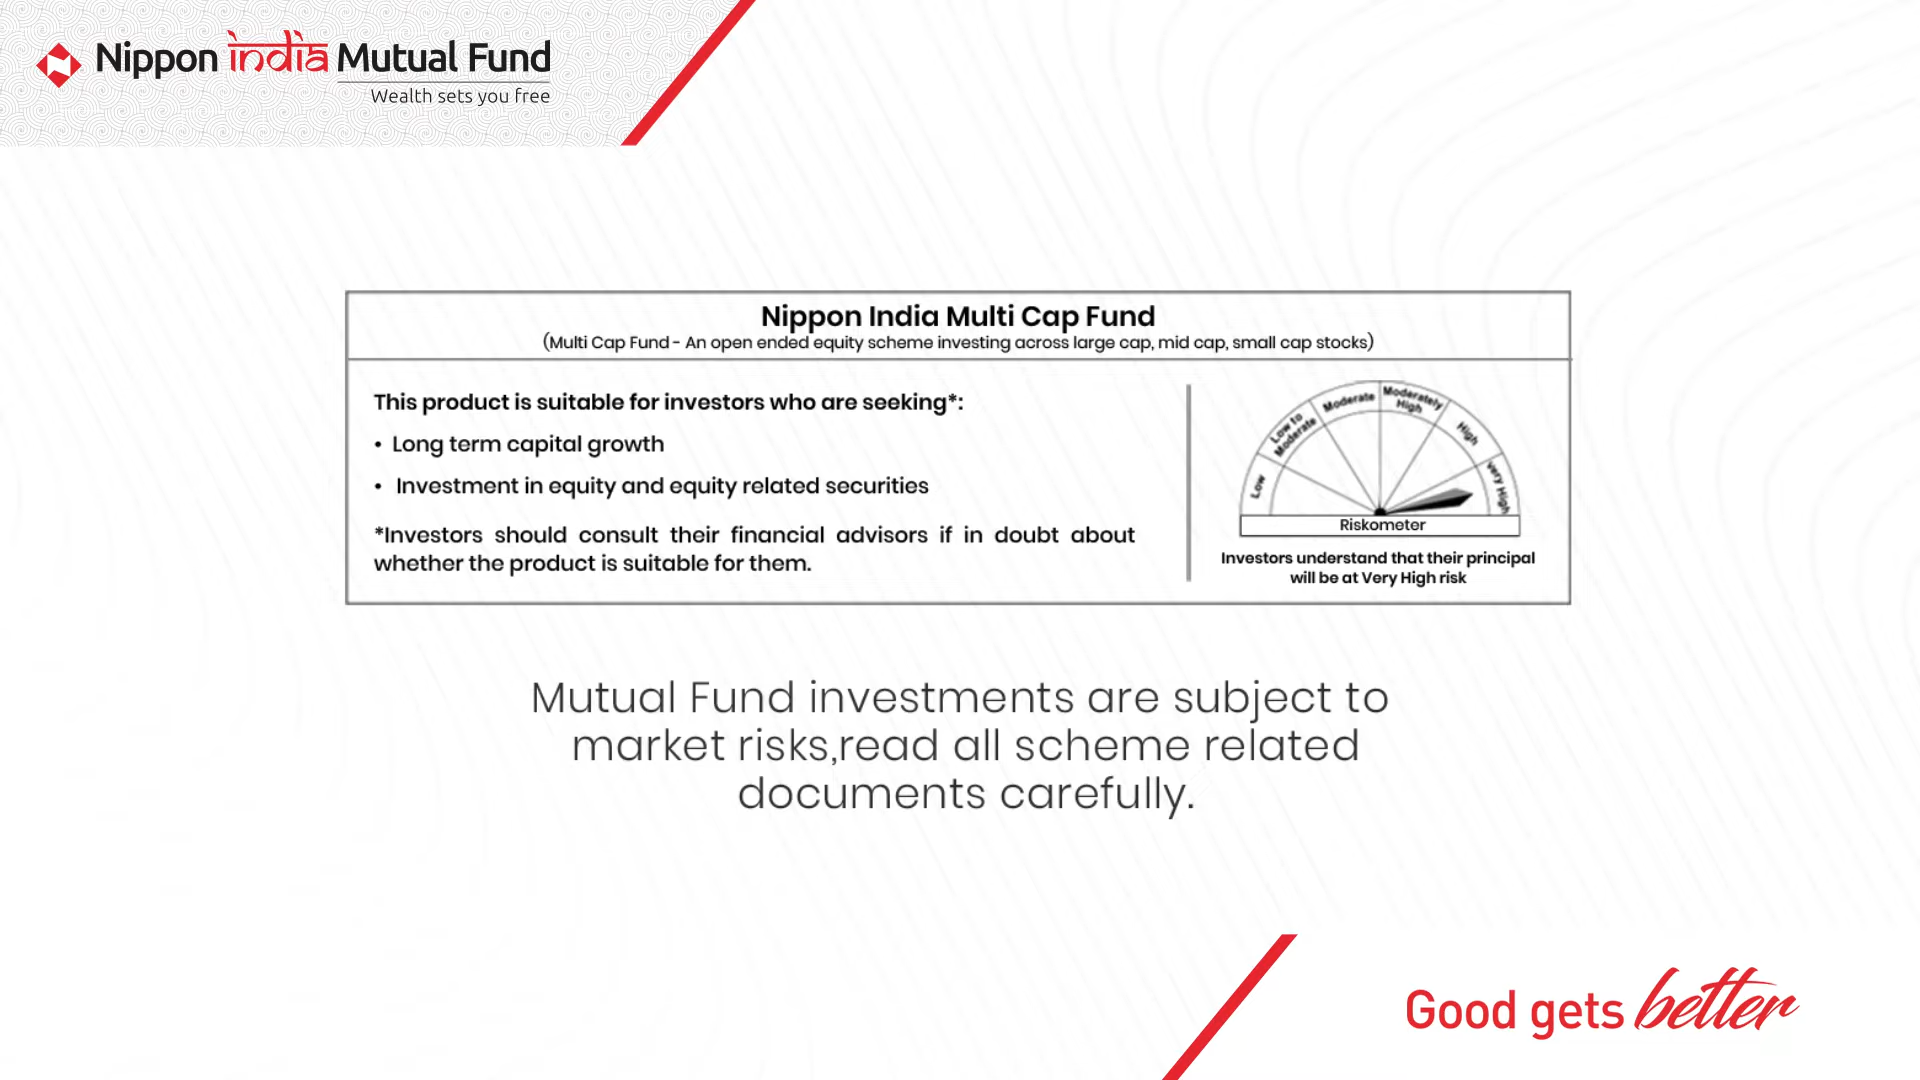 Nippon india Mutual Fund
Wealth sets you free
Nippon India Multi Cap Fund
(Multi Cap Fund - An open ended equity scheme investing across large cap, mid cap, small cap stocks)
This product is suitable for investors who are seeking*:
• Long term capital growth
• Investment in equity and equity related securities
*Investors should consult their financial advisors if in doubt about
whether the product is suitable for them.
Low
Low to
Moderate
Moderate
Moderately
High
High
very High
Riskometer
Investors understand that their principal
will be at Very High risk
Mutual Fund investments are subject to
market risks,read all scheme related
documents carefully.
Good gets better